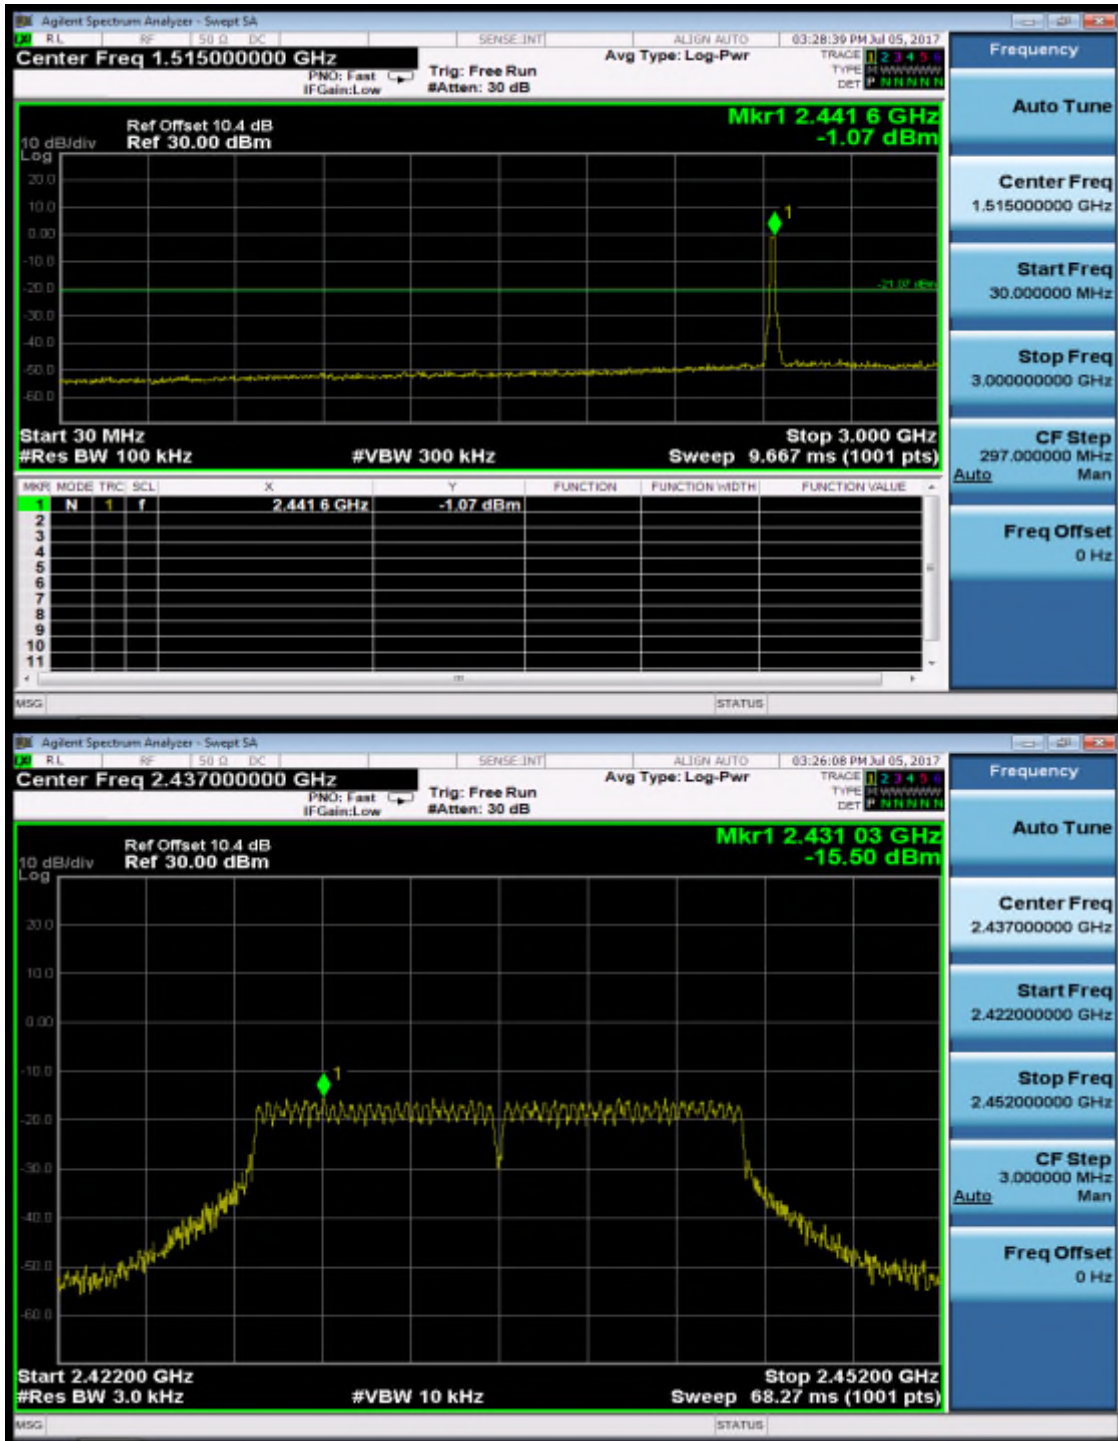 Agilent Spectrum Analyzer - Swept SA
RL RF 50 Ω DC SENSE:INT ALIGN AUTO 03:28:39 PM Jul 05, 2017
Center Freq 1.515000000 GHz
PNO: Fast
IFGain:Low
Trig: Free Run
#Atten: 30 dB
Avg Type: Log-Pwr
TRACE 1 2 3 4 5 6
TYPE M WWWWW
DET P N N N N N
Frequency
Auto Tune
Center Freq
1.515000000 GHz
Start Freq
30.000000 MHz
Stop Freq
3.000000000 GHz
CF Step
297.000000 MHz
Auto Man
Freq Offset
0 Hz
Mkr1 2.441 6 GHz
-1.07 dBm
Ref Offset 10.4 dB
10 dB/div Ref 30.00 dBm
Log
20.0
10.0
0.00
-10.0
-20.0
-30.0
-40.0
-50.0
-60.0
1
-21.07 dBm
Start 30 MHz Stop 3.000 GHz
#Res BW 100 kHz #VBW 300 kHz Sweep 9.667 ms (1001 pts)
MKR MODE TRC SCL X Y FUNCTION FUNCTION WIDTH FUNCTION VALUE
1 N 1 f 2.441 6 GHz -1.07 dBm
2
3
4
5
6
7
8
9
10
11
MSG STATUS
Agilent Spectrum Analyzer - Swept SA
RL RF 50 Ω DC SENSE:INT ALIGN AUTO 03:26:08 PM Jul 05, 2017
Center Freq 2.437000000 GHz
PNO: Fast
IFGain:Low
Trig: Free Run
#Atten: 30 dB
Avg Type: Log-Pwr
TRACE 1 2 3 4 5 6
TYPE M WWWWW
DET P N N N N N
Frequency
Auto Tune
Center Freq
2.437000000 GHz
Start Freq
2.422000000 GHz
Stop Freq
2.452000000 GHz
CF Step
3.000000 MHz
Auto Man
Freq Offset
0 Hz
Mkr1 2.431 03 GHz
-15.50 dBm
Ref Offset 10.4 dB
10 dB/div Ref 30.00 dBm
Log
20.0
10.0
0.00
-10.0
-20.0
-30.0
-40.0
-50.0
-60.0
1
Start 2.42200 GHz Stop 2.45200 GHz
#Res BW 3.0 kHz #VBW 10 kHz Sweep 68.27 ms (1001 pts)
MSG STATUS